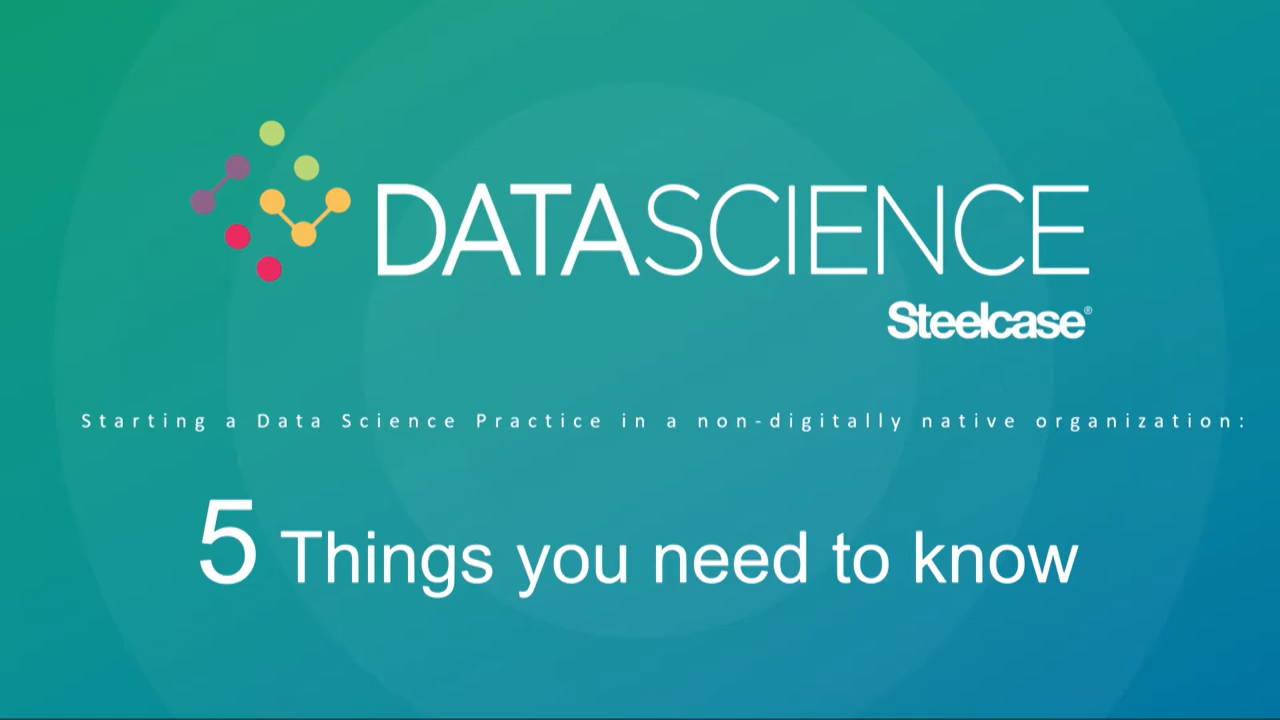 DATASCIENCE
Steelcase®
Starting a Data Science Practice in a non-digitally native organization:
5 Things you need to know